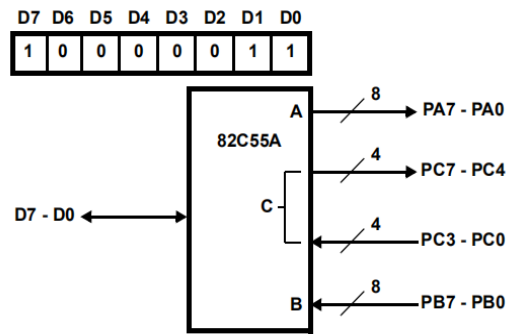 D7 D6 D5 D4 D3 D2 D1 D0
1 0 0 0 0 0 1 1
A 8 PA7 - PA0
82C55A
4 PC7 - PC4
C
D7 - D0
4 PC3 - PC0
B 8 PB7 - PB0